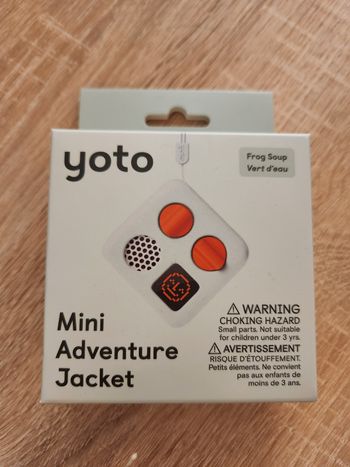 yoto
Frog Soup
Vert d'eau
Mini
Adventure
Jacket
⚠ WARNING
CHOKING HAZARD
Small parts. Not suitable
for children under 3 yrs.
⚠ AVERTISSEMENT
RISQUE D'ÉTOUFFEMENT.
Petits éléments. Ne convient
pas aux enfants de
moins de 3 ans.